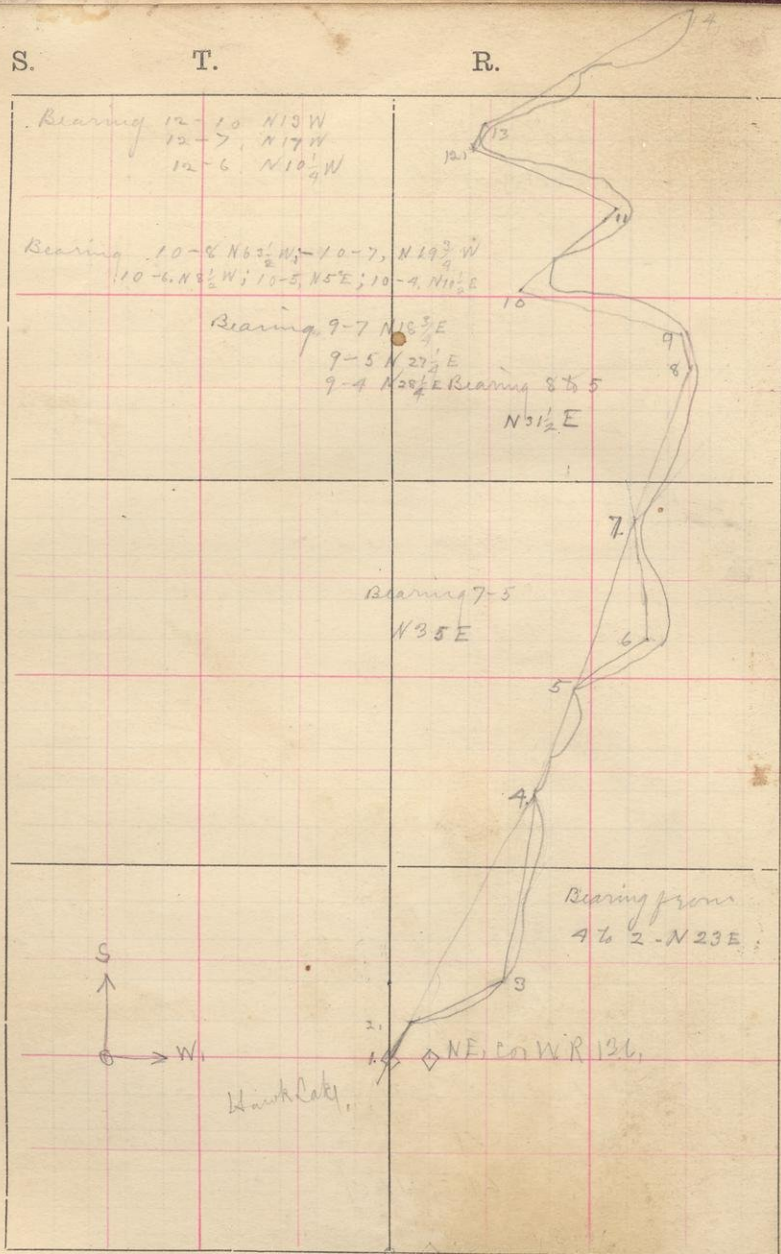 14
S. T. R.
Bearing 12-10 N13W
12-7, N17W
12-6 N10¼W
13
12
11
Bearing 10-8 N63½W;-10-7, N19¾W
10-6, N8½W; 10-5, N5°E; 10-4, N11½E
10
Bearing 9-7 N18¾E
9
9-5 N27¼E
8
9-4 N28¼E Bearing 8 to 5
N31½E
7.
Bearing 7-5
N35E
6
5
4.
Bearing from
4 to 2 - N23E
S
3
2.
W.
1.
NE, cor W.R 136,
Hawk Lake.